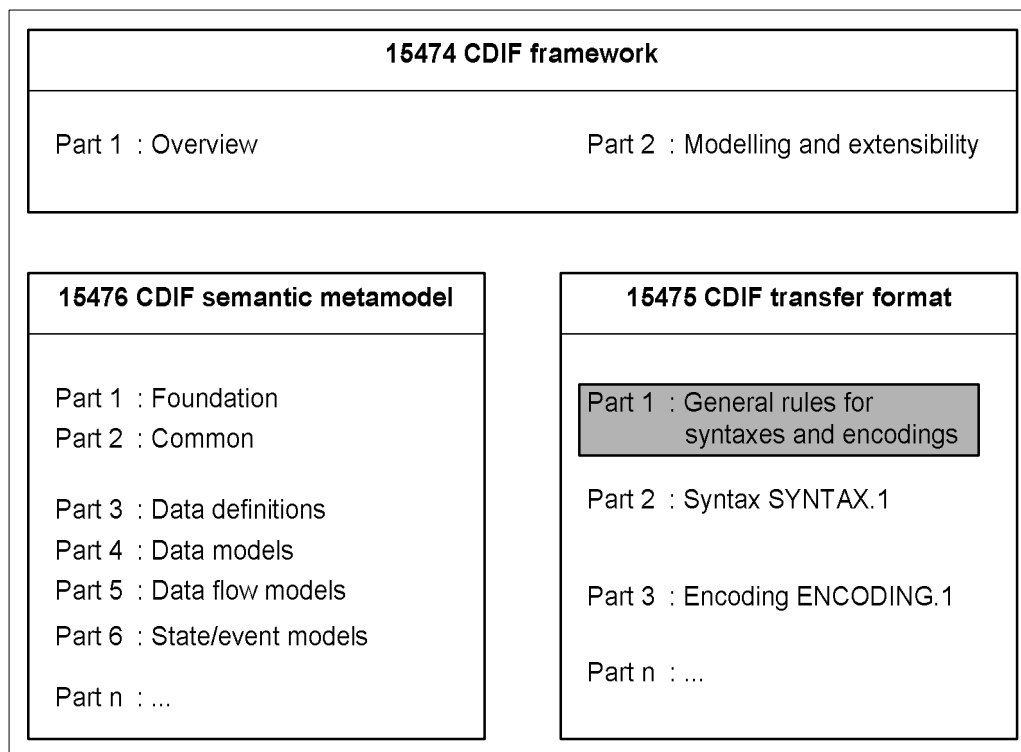 15474 CDIF framework
Part 1 : Overview
Part 2 : Modelling and extensibility
15476 CDIF semantic metamodel
Part 1 : Foundation
Part 2 : Common
Part 3 : Data definitions
Part 4 : Data models
Part 5 : Data flow models
Part 6 : State/event models
Part n : ...
15475 CDIF transfer format
Part 1 : General rules for
syntaxes and encodings
Part 2 : Syntax SYNTAX.1
Part 3 : Encoding ENCODING.1
Part n : ...